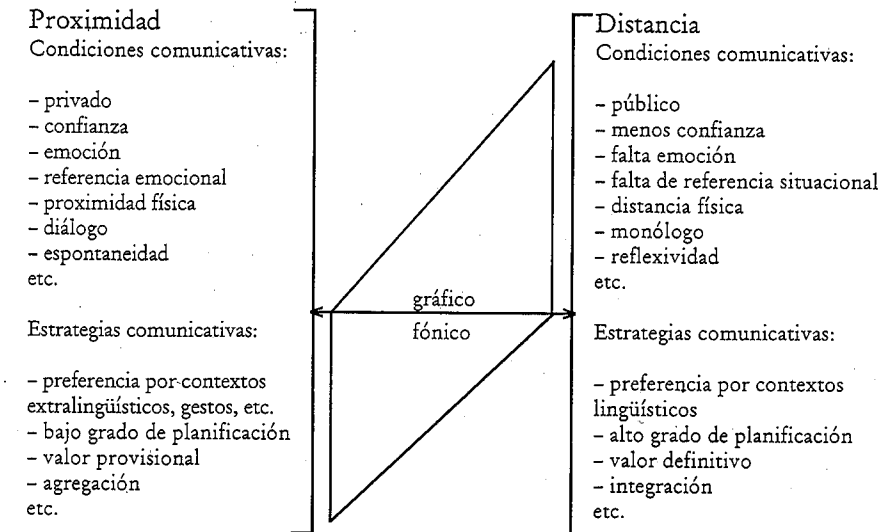 Proximidad
Condiciones comunicativas:
– privado
– confianza
– emoción
– referencia emocional
– proximidad física
– diálogo
– espontaneidad
etc.
Estrategias comunicativas:
– preferencia por contextos
extralingüísticos, gestos, etc.
– bajo grado de planificación
– valor provisional
– agregación
etc.
gráfico
fónico
Distancia
Condiciones comunicativas:
– público
– menos confianza
– falta emoción
– falta de referencia situacional
– distancia física
– monólogo
– reflexividad
etc.
Estrategias comunicativas:
– preferencia por contextos
lingüísticos
– alto grado de planificación
– valor definitivo
– integración
etc.